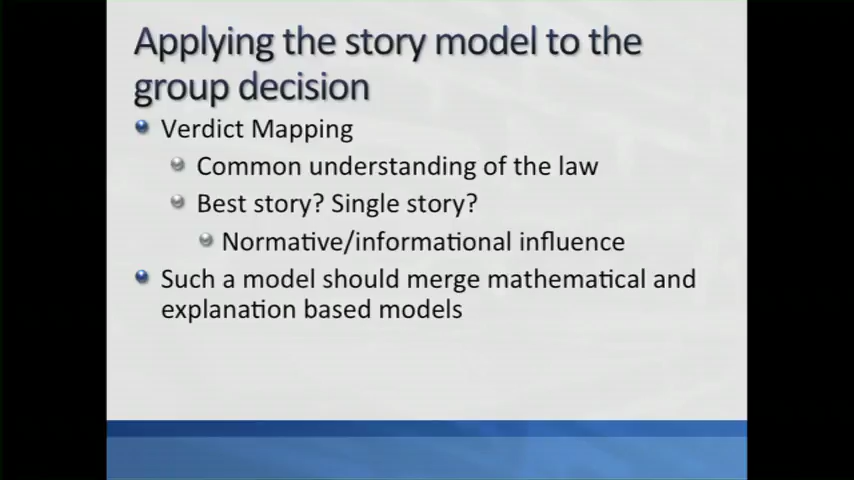 Applying the story model to the
group decision
Verdict Mapping
Common understanding of the law
Best story? Single story?
Normative/informational influence
Such a model should merge mathematical and
explanation based models